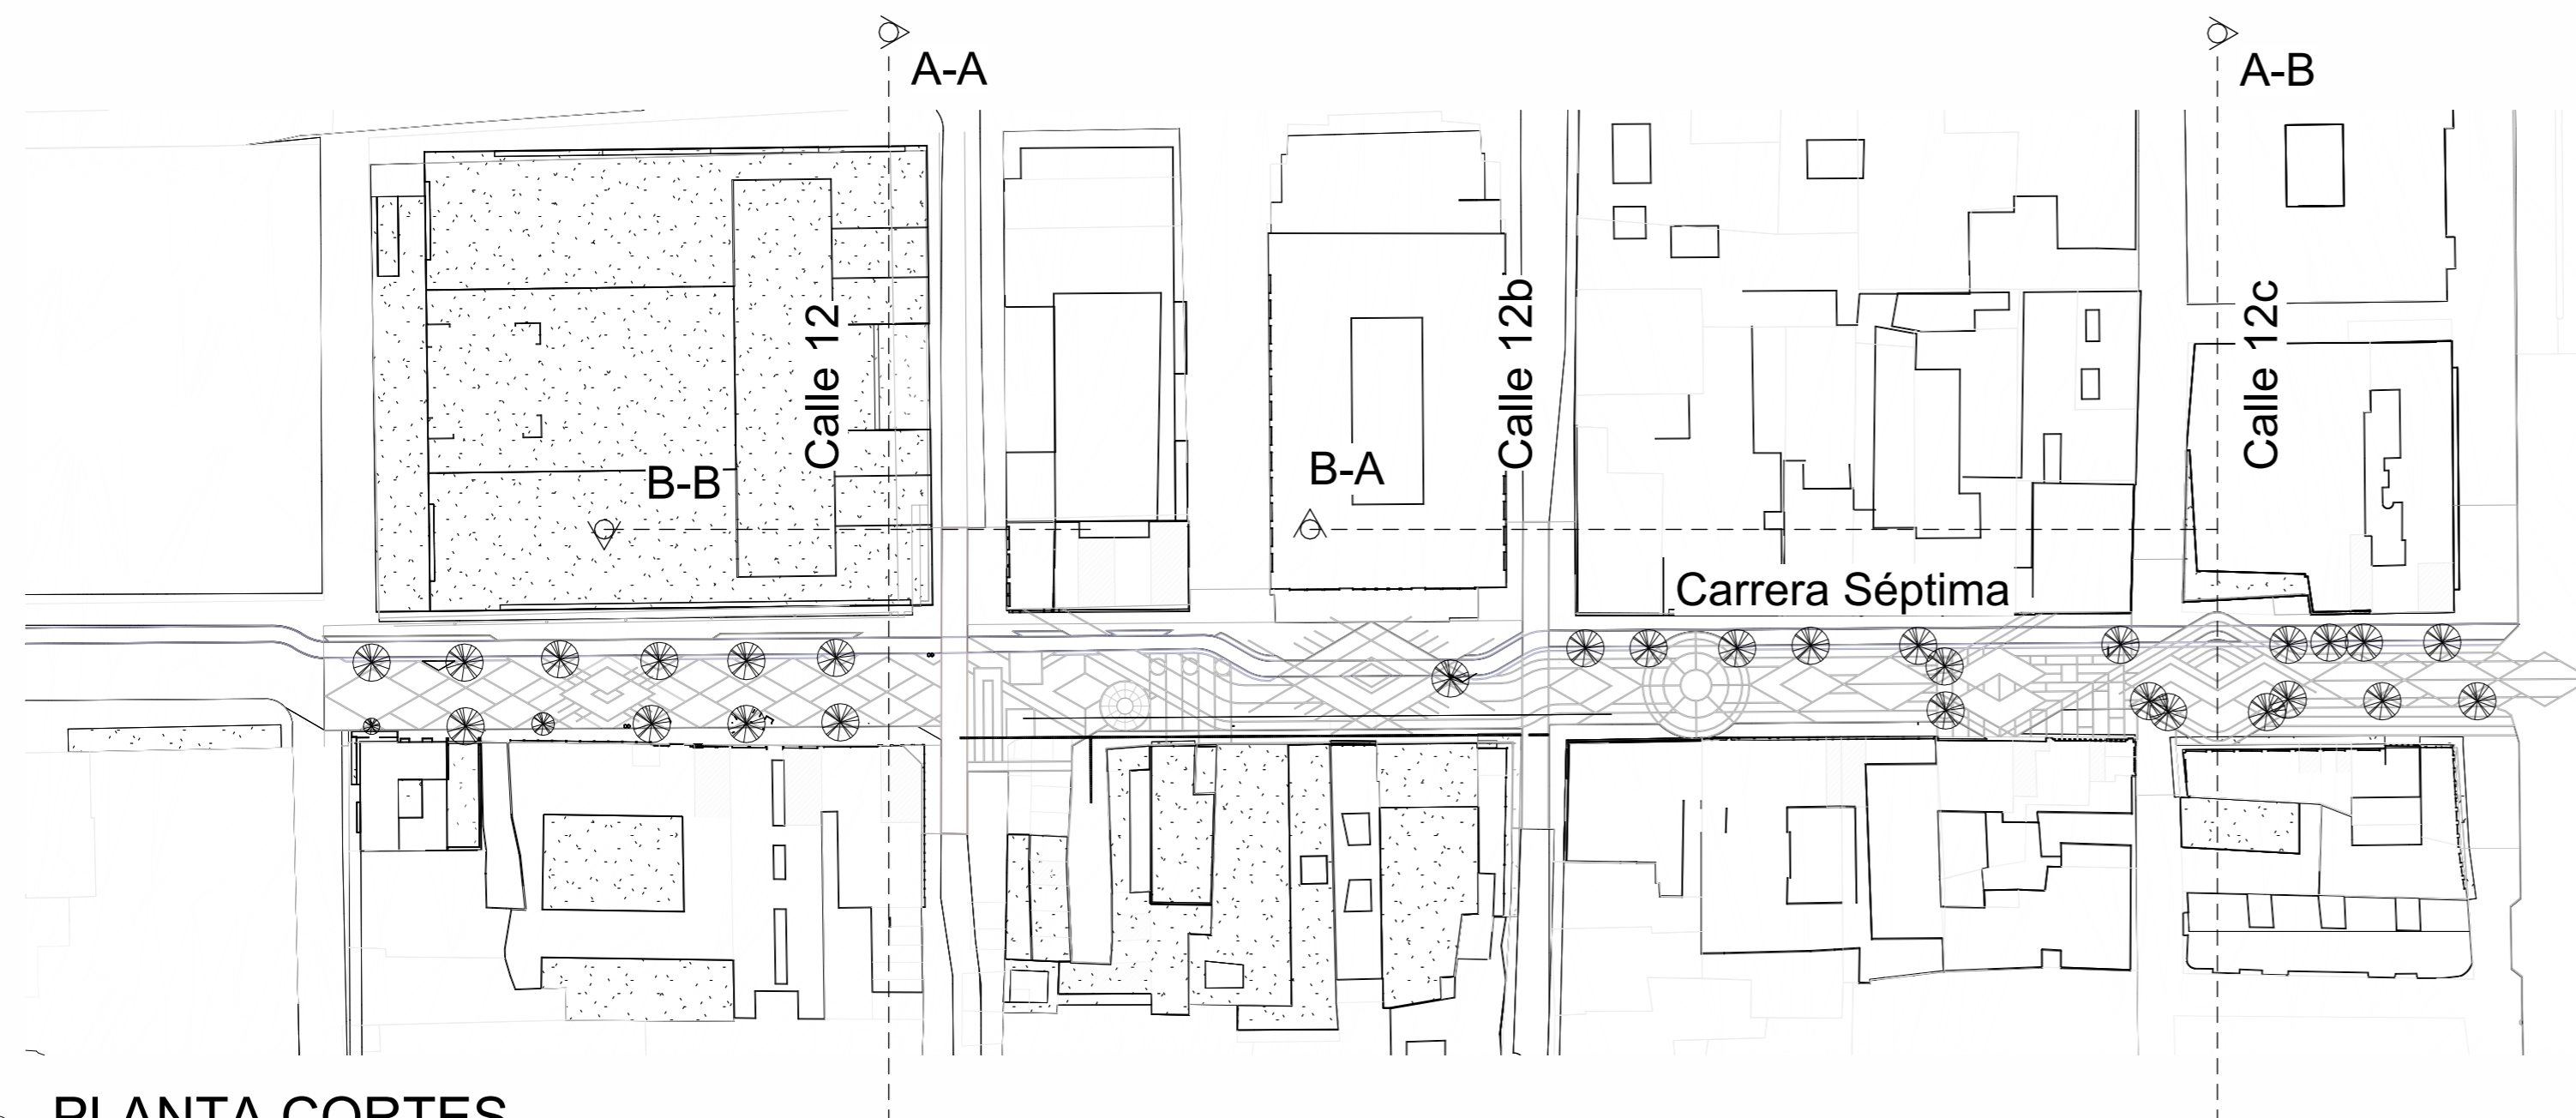 A-A
A-B
Calle 12
Calle 12b
Calle 12c
B-B
B-A
Carrera Séptima
PLANTA CORTES